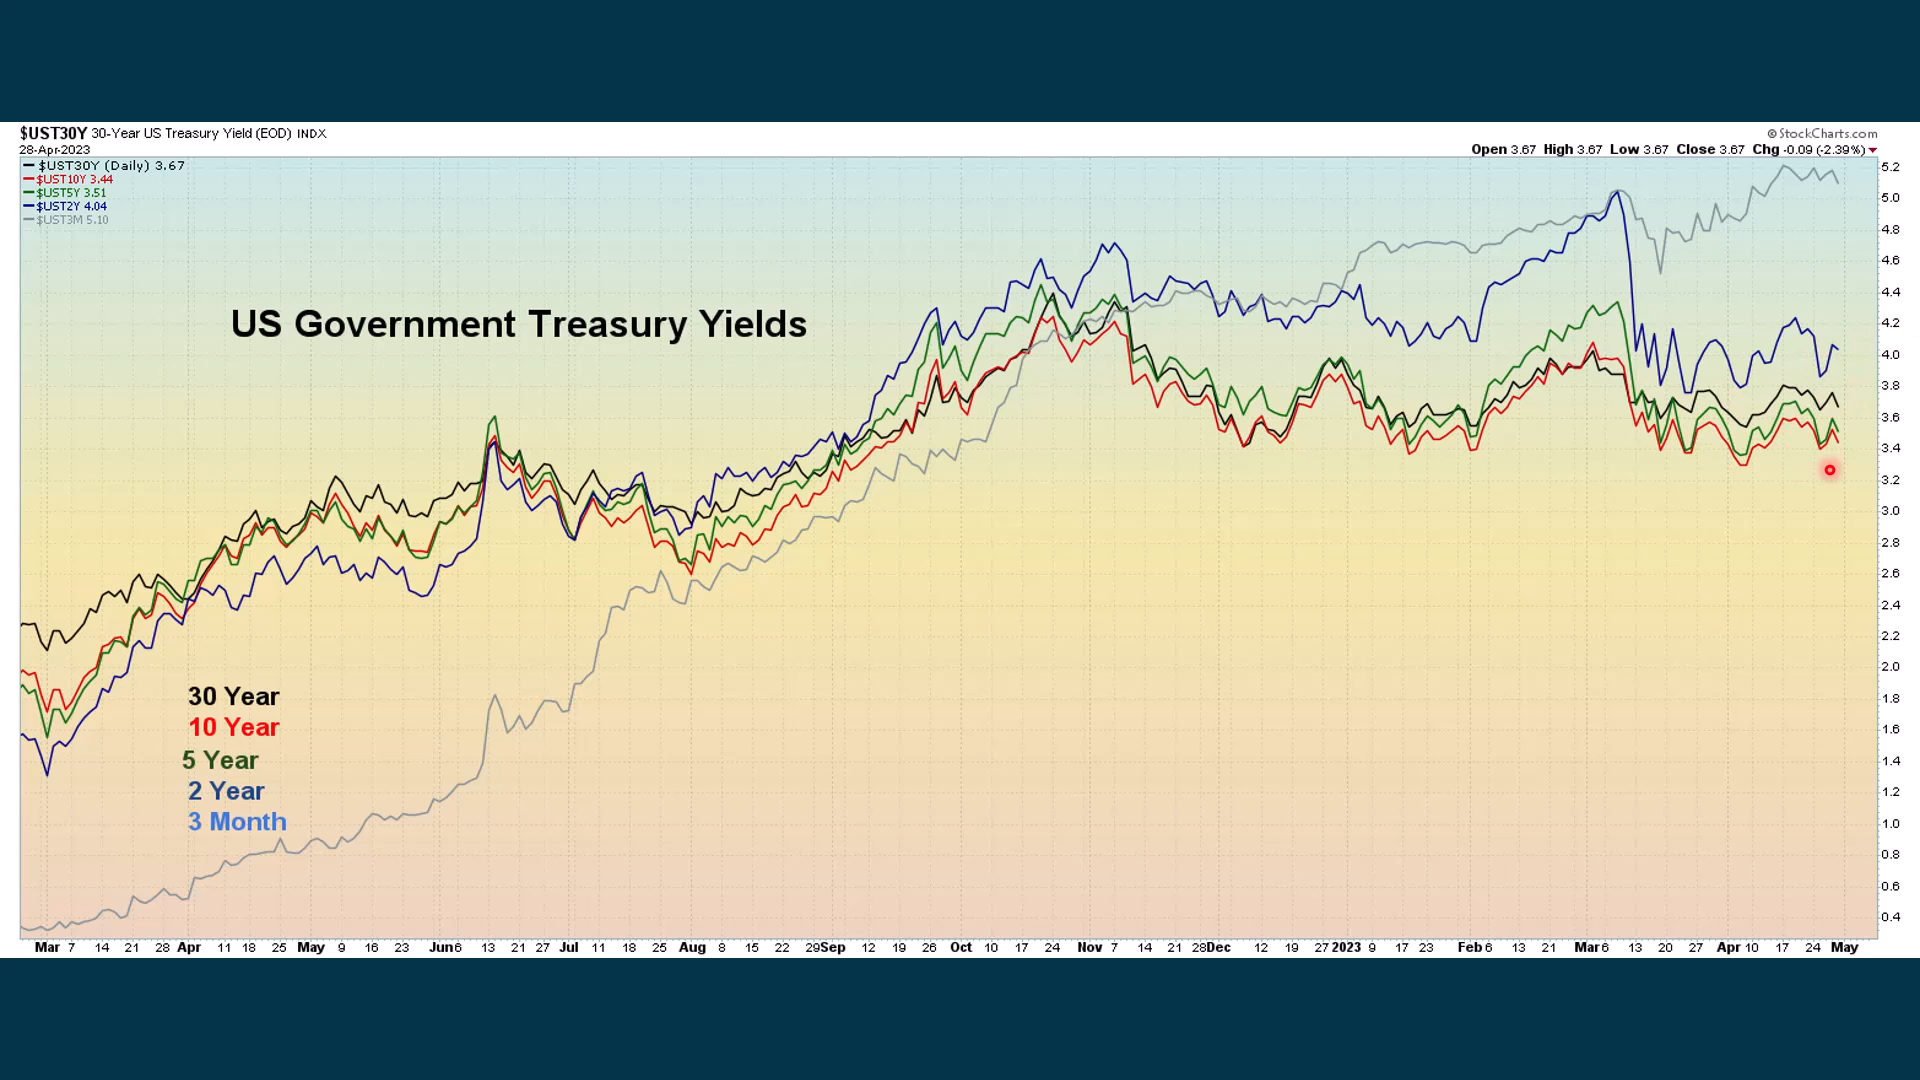 $UST30Y 30-Year US Treasury Yield (EOD) INDX
© StockCharts.com
28-Apr-2023
Open 3.67 High 3.67 Low 3.67 Close 3.67 Chg -0.09 (-2.39%)
$UST30Y (Daily) 3.67
$UST10Y 3.44
$UST5Y 3.51
$UST2Y 4.04
$UST3M 5.10
US Government Treasury Yields
30 Year
10 Year
5 Year
2 Year
3 Month
5.2
5.0
4.8
4.6
4.4
4.2
4.0
3.8
3.6
3.4
3.2
3.0
2.8
2.6
2.4
2.2
2.0
1.8
1.6
1.4
1.2
1.0
0.8
0.6
0.4
Mar 7 14 21 28 Apr 11 18 25 May 9 16 23 Jun 6 13 21 27 Jul 11 18 25 Aug 8 15 22 29 Sep 12 19 26 Oct 10 17 24 Nov 7 14 21 28 Dec 12 19 27 2023 9 17 23 Feb 6 13 21 Mar 6 13 20 27 Apr 10 17 24 May